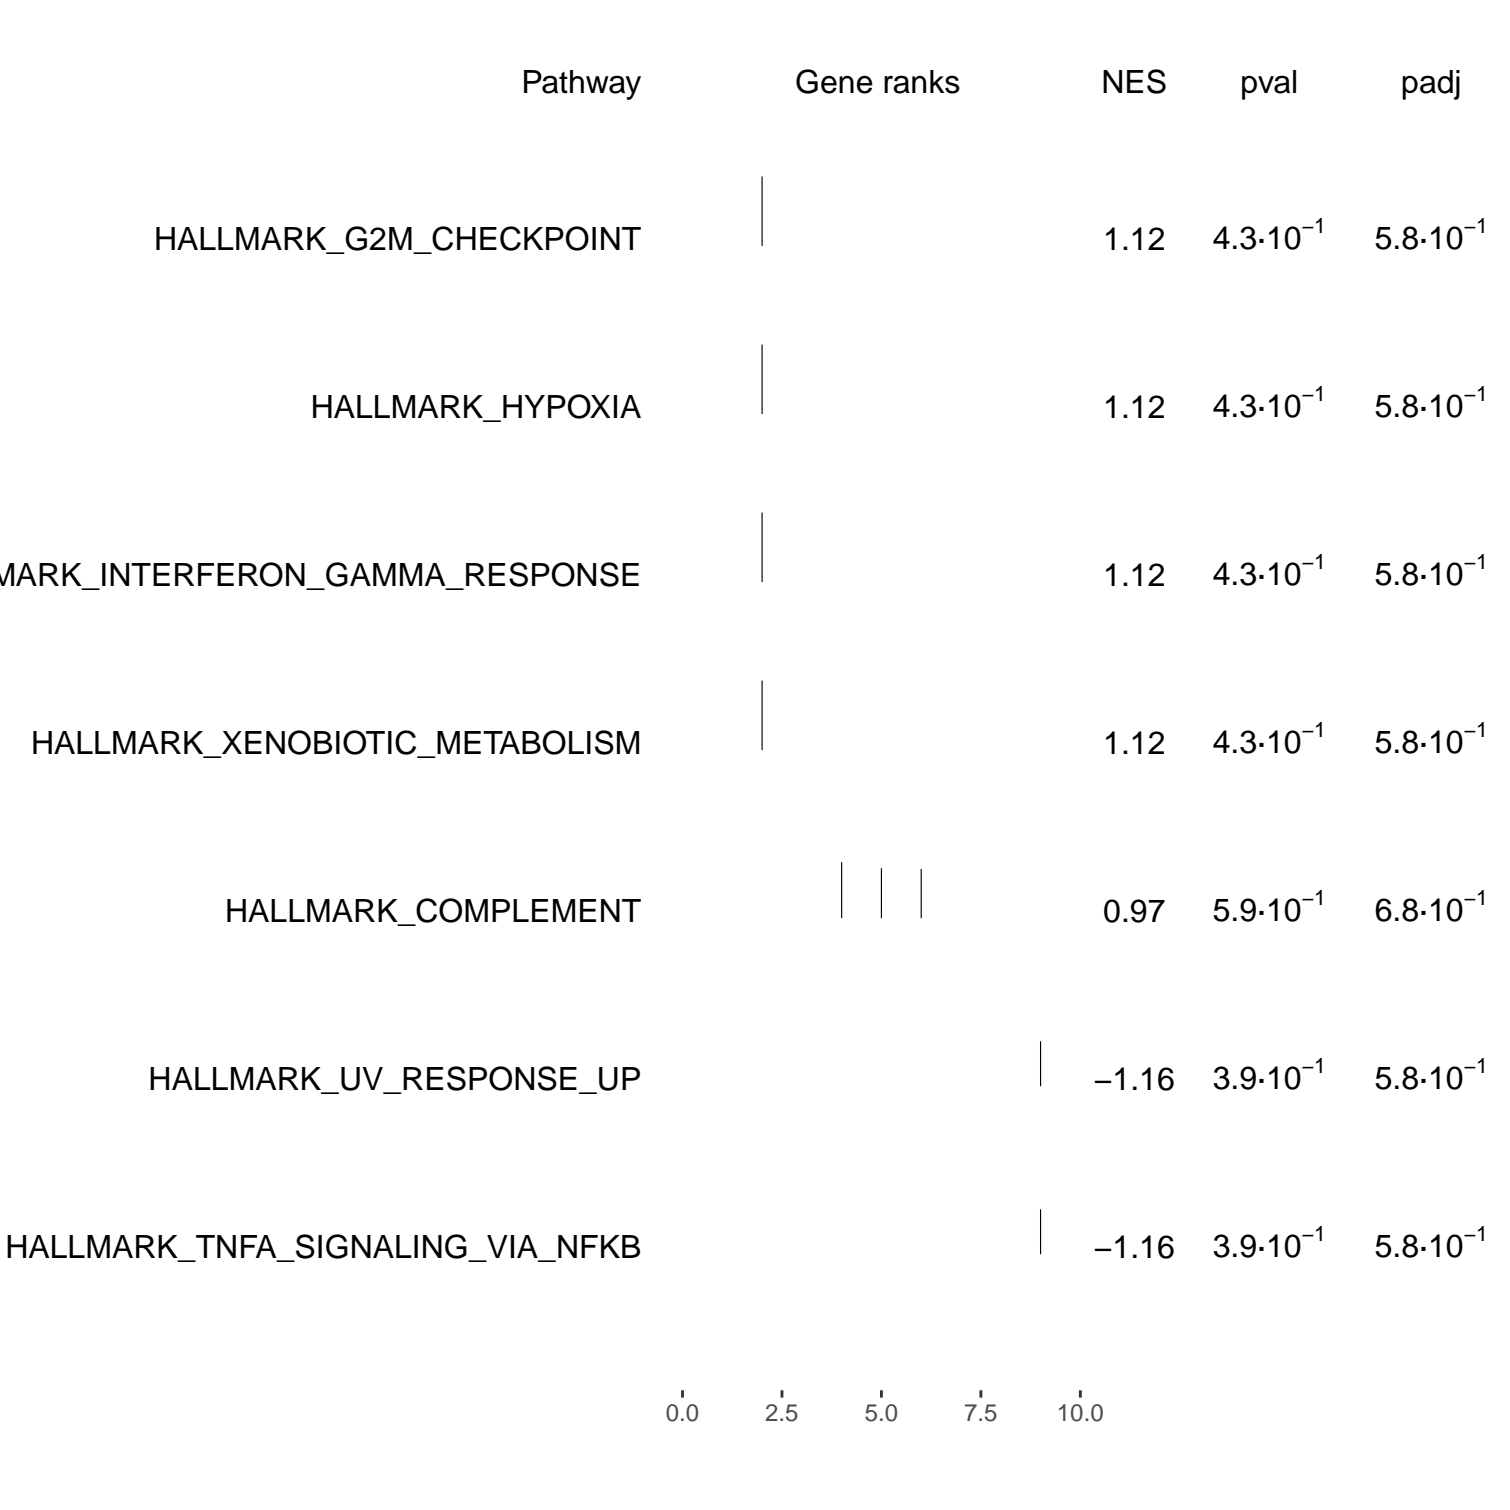 Pathway Gene ranks NES pval padj
HALLMARK_G2M_CHECKPOINT 1.12 4.3·10⁻¹ 5.8·10⁻¹
HALLMARK_HYPOXIA 1.12 4.3·10⁻¹ 5.8·10⁻¹
MARK_INTERFERON_GAMMA_RESPONSE 1.12 4.3·10⁻¹ 5.8·10⁻¹
HALLMARK_XENOBIOTIC_METABOLISM 1.12 4.3·10⁻¹ 5.8·10⁻¹
HALLMARK_COMPLEMENT 0.97 5.9·10⁻¹ 6.8·10⁻¹
HALLMARK_UV_RESPONSE_UP −1.16 3.9·10⁻¹ 5.8·10⁻¹
HALLMARK_TNFA_SIGNALING_VIA_NFKB −1.16 3.9·10⁻¹ 5.8·10⁻¹
0.0 2.5 5.0 7.5 10.0